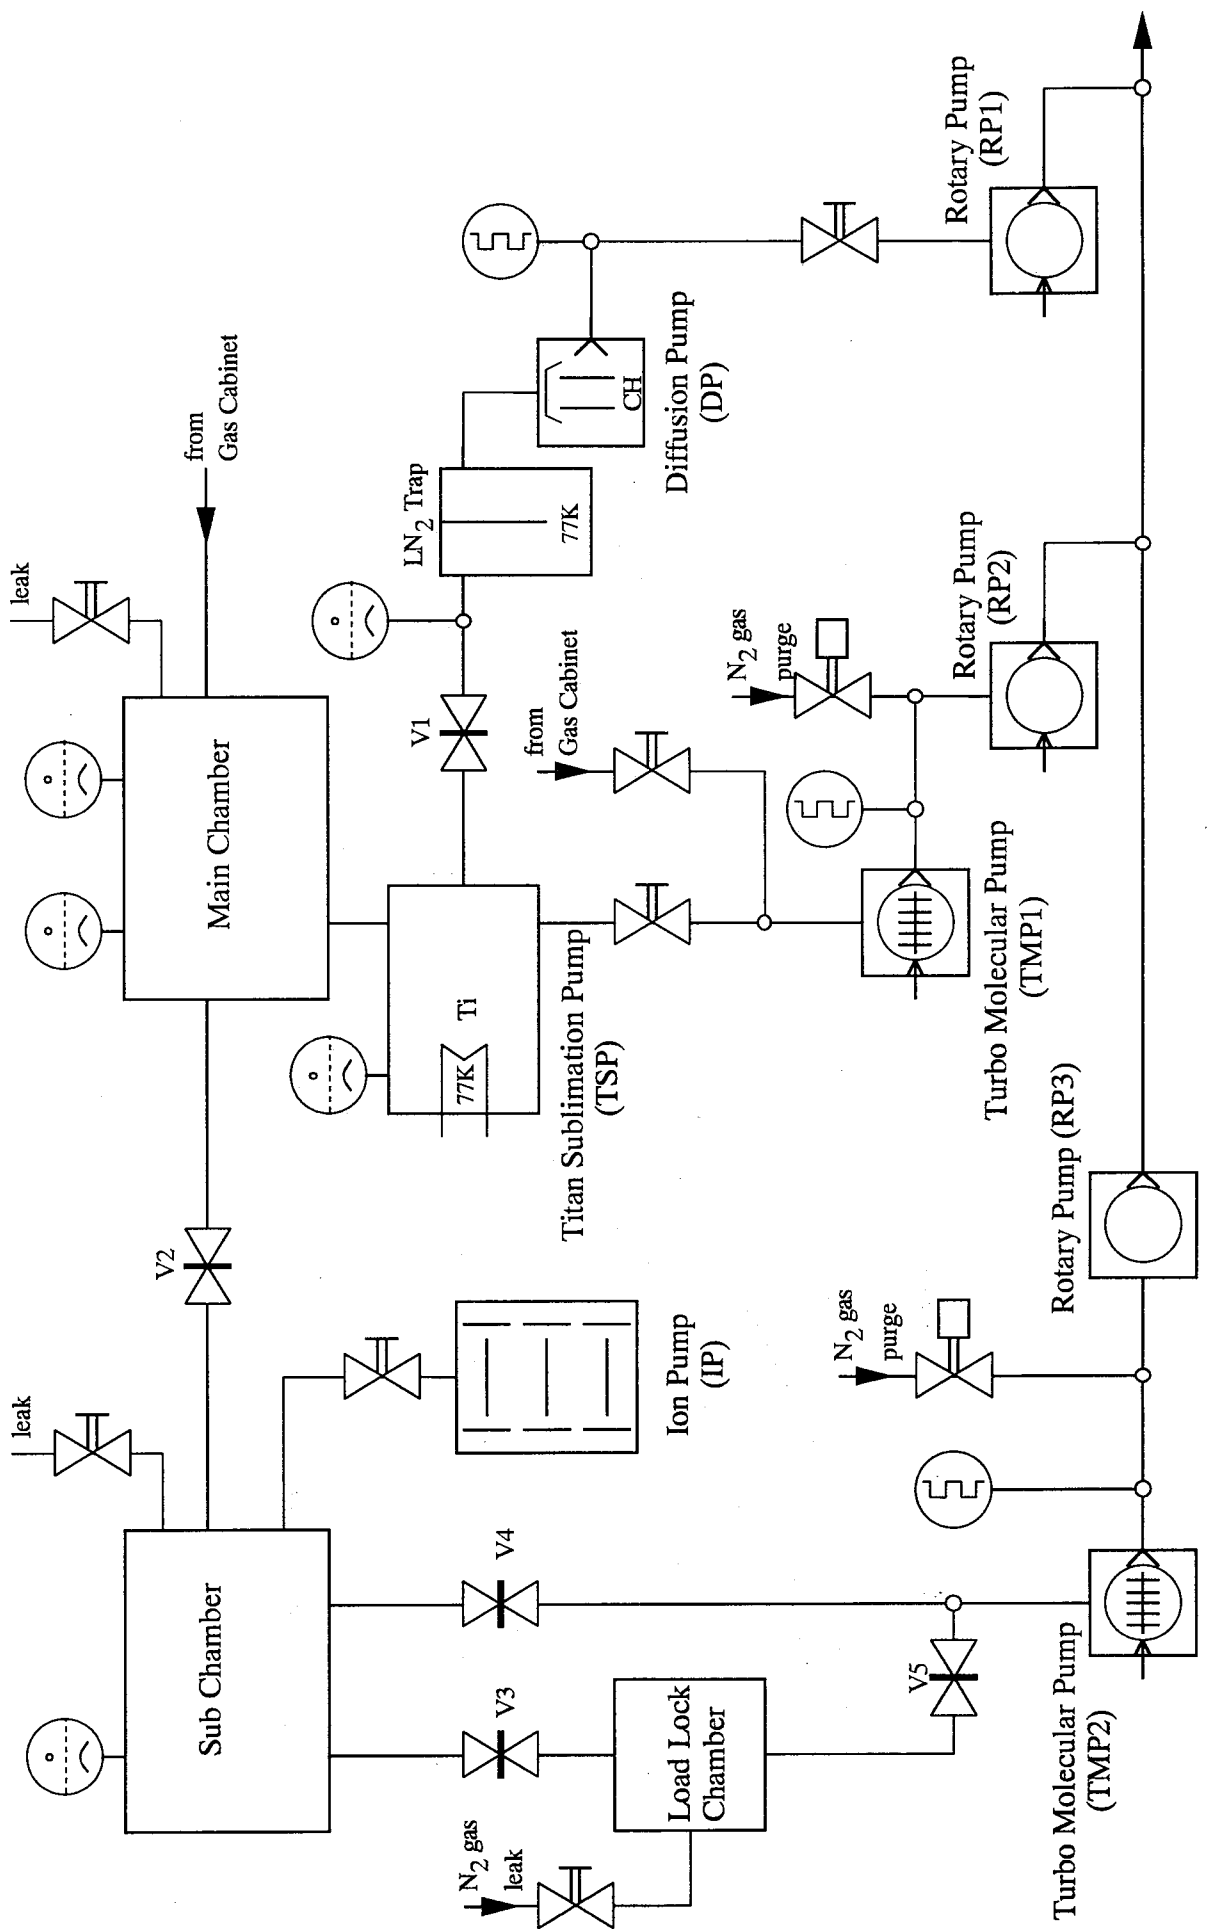 leak
leak
from
Gas Cabinet
Sub Chamber
V2
Main Chamber
V3
V4
V1
LN2 Trap
77K
Ti
77K
CH
N2 gas
leak
Load Lock
Chamber
Ion Pump
(IP)
Titan Sublimation Pump
(TSP)
from
Gas Cabinet
Diffusion Pump
(DP)
V5
N2 gas
purge
N2 gas
purge
Turbo Molecular Pump
(TMP1)
Rotary Pump
(RP2)
Rotary Pump
(RP1)
Turbo Molecular Pump
(TMP2)
Rotary Pump (RP3)